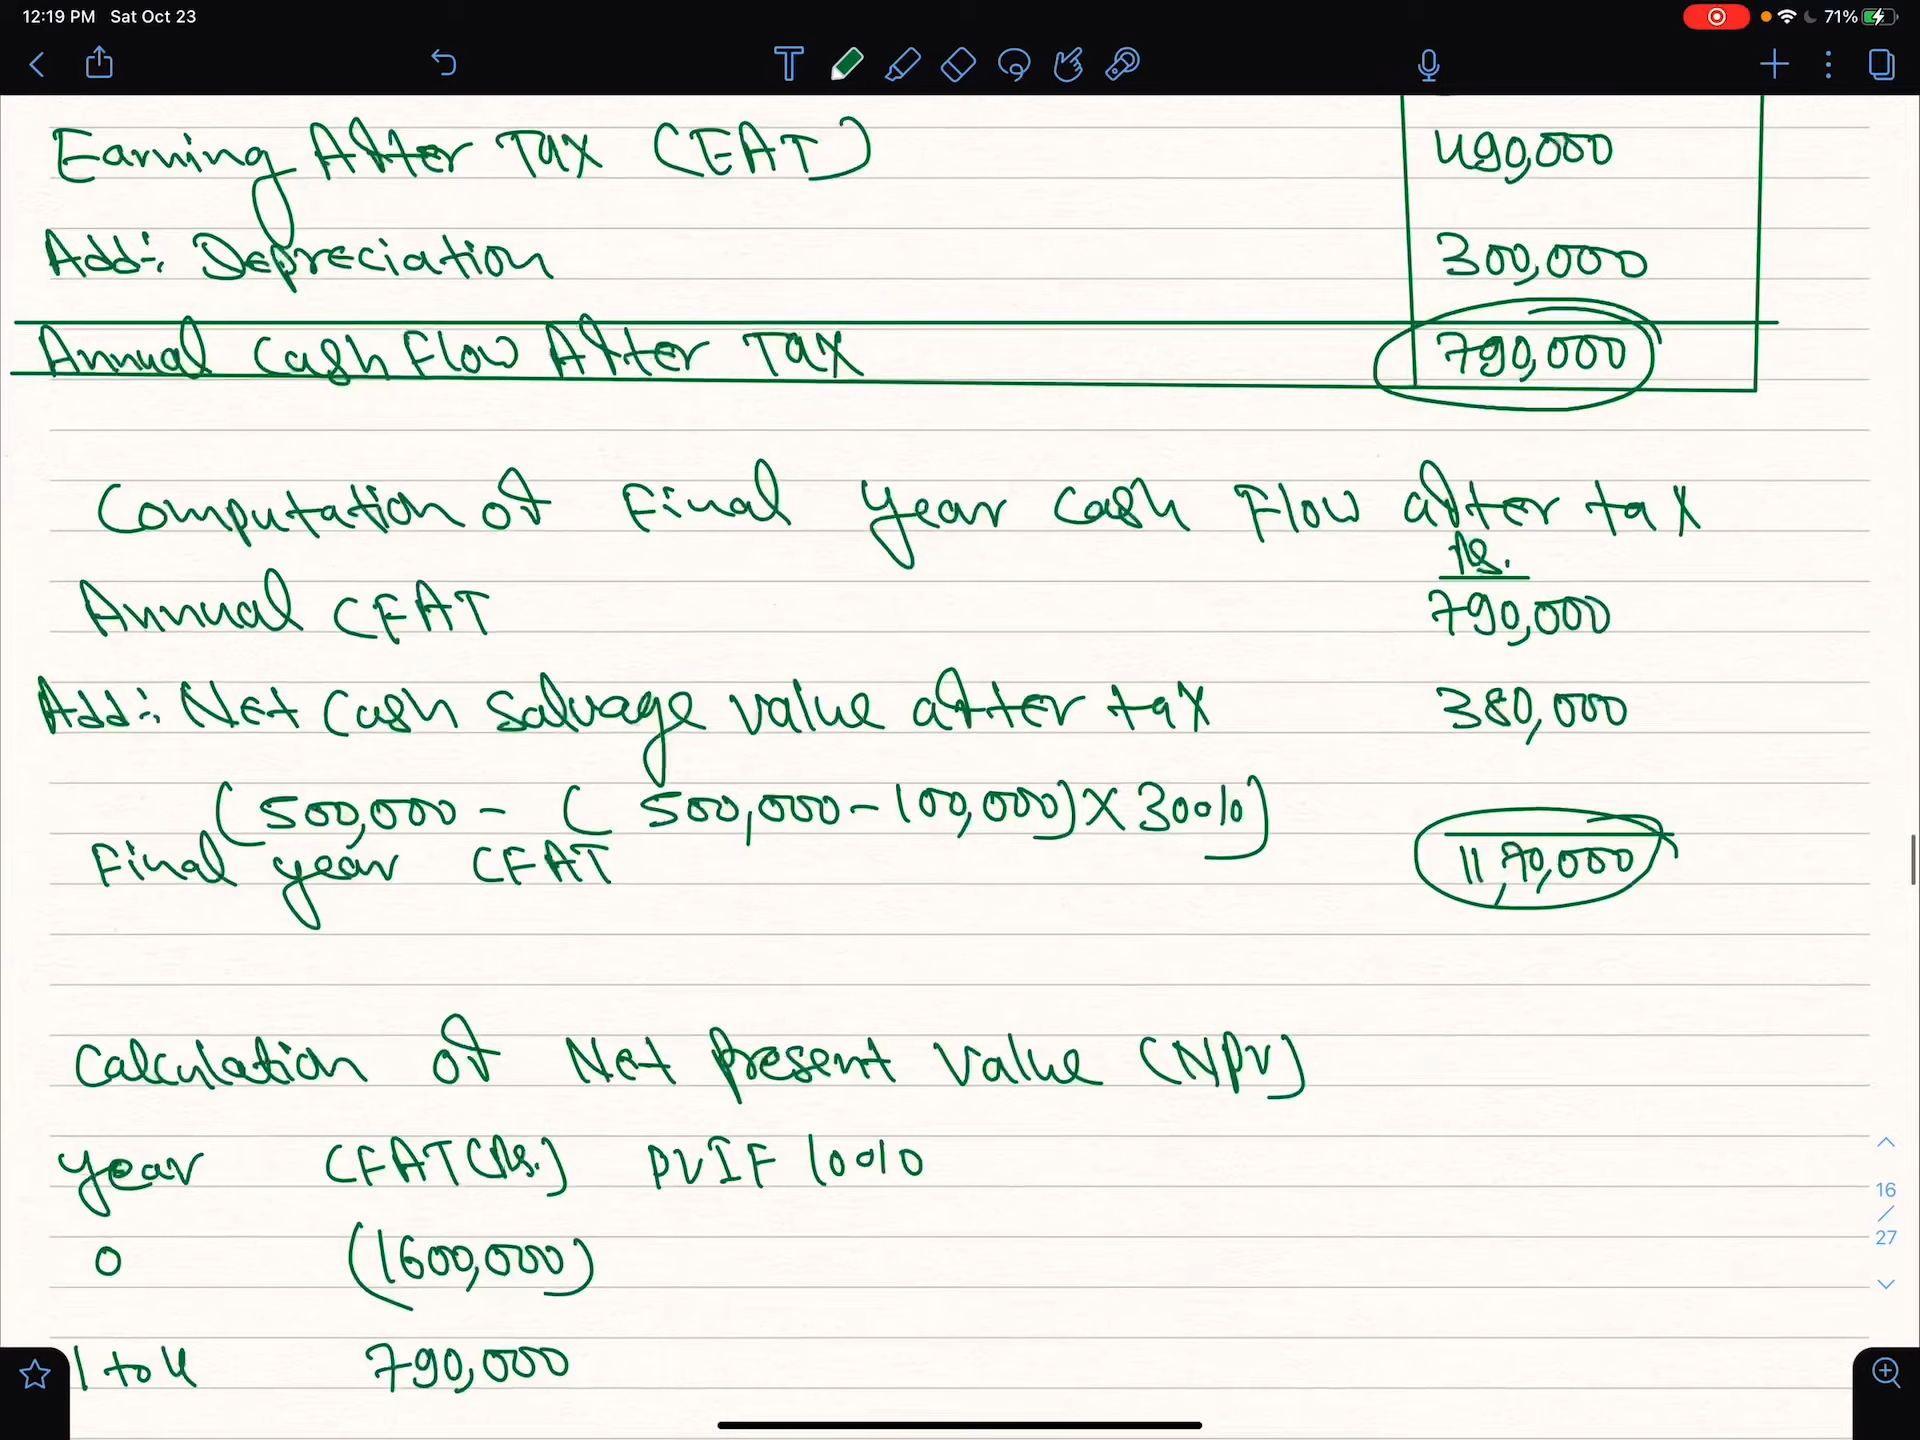 12:19 PM Sat Oct 23
71%
Earning After Tax (EAT) 490,000
Add:- Depreciation 300,000
Annual Cash Flow After Tax 790,000
Computation of Final year cash Flow after tax
Rs.
Annual CFAT 790,000
Add:- Net Cash Salvage value after tax 380,000
(500,000 - (500,000 - 100,000) x 30%)
Final year CFAT 11,70,000
Calculation of Net present value (NPV)
year CFAT (Rs.) PVIF 10%
0 (1600,000)
1 to 4 790,000
16
/
27